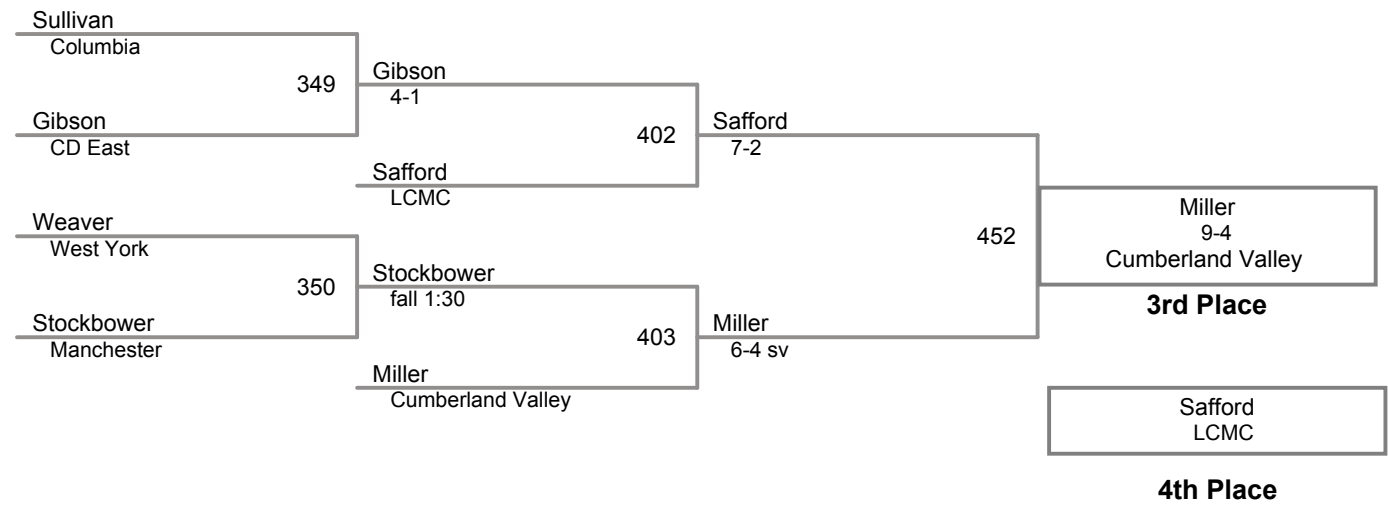 Sullivan
Columbia
349
Gibson
4-1
Gibson
CD East
402
Safford
7-2
Safford
LCMC
Weaver
West York
452
Miller
9-4
Cumberland Valley
3rd Place
350
Stockbower
fall 1:30
Stockbower
Manchester
403
Miller
6-4 sv
Miller
Cumberland Valley
Safford
LCMC
4th Place